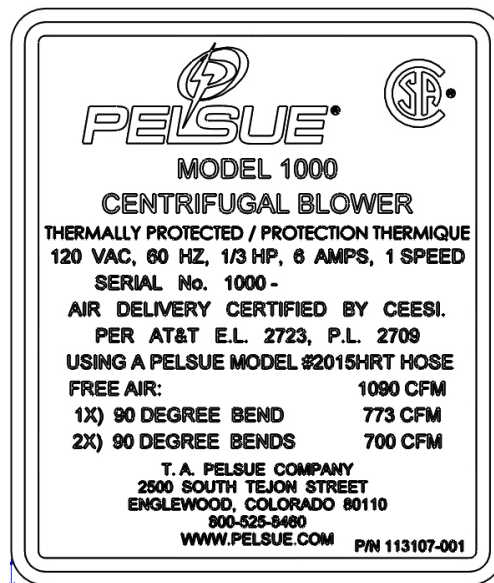 PELSUE®
SA
MODEL 1000
CENTRIFUGAL BLOWER
THERMALLY PROTECTED / PROTECTION THERMIQUE
120 VAC, 60 HZ, 1/3 HP, 6 AMPS, 1 SPEED
SERIAL No. 1000 -
AIR DELIVERY CERTIFIED BY CEESI.
PER AT&T E.L. 2723, P.L. 2709
USING A PELSUE MODEL #2015HRT HOSE
FREE AIR: 1090 CFM
1X) 90 DEGREE BEND 773 CFM
2X) 90 DEGREE BENDS 700 CFM
T. A. PELSUE COMPANY
2500 SOUTH TEJON STREET
ENGLEWOOD, COLORADO 80110
800-525-8460
WWW.PELSUE.COM
P/N 113107-001